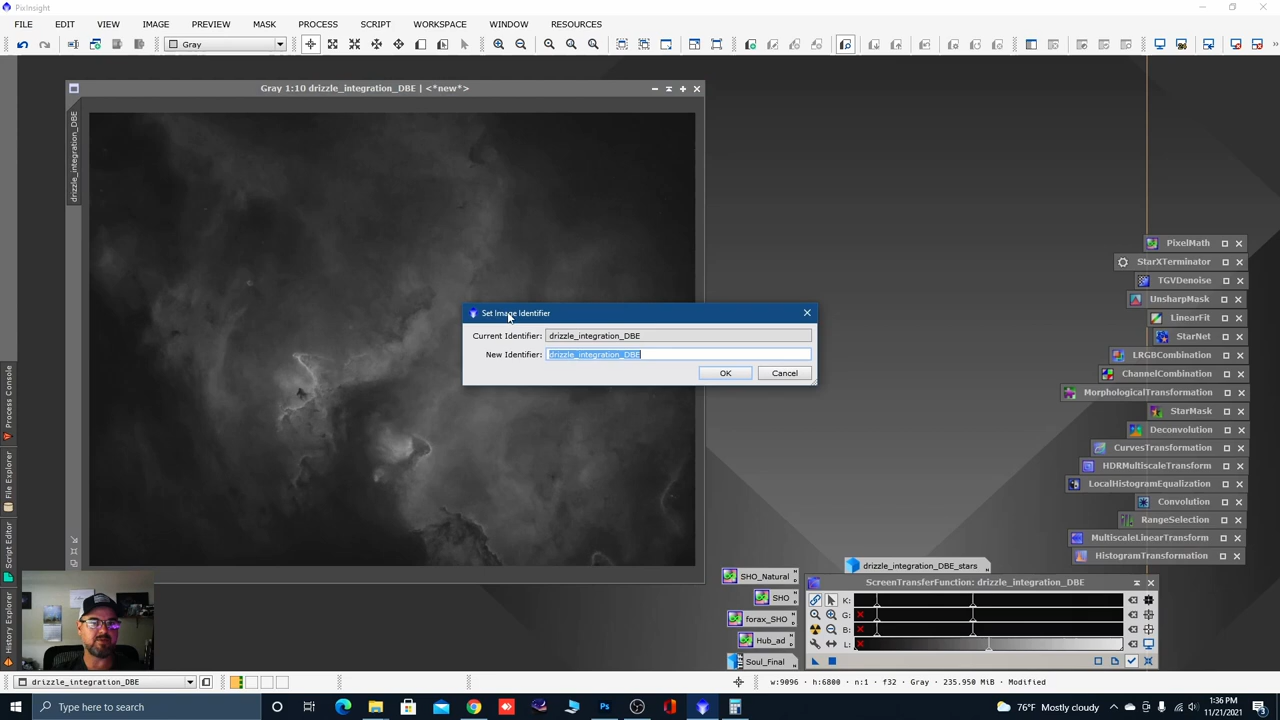 PixInsight
FILE EDIT VIEW IMAGE PREVIEW MASK PROCESS SCRIPT WORKSPACE WINDOW RESOURCES
Gray
Gray 1:10 drizzle_integration_DBE | <*new*>
drizzle_integration_DBE
Set Image Identifier
Current Identifier: drizzle_integration_DBE
New Identifier: drizzle_integration_DBE
OK Cancel
PixelMath
StarXTerminator
TGVDenoise
UnsharpMask
LinearFit
StarNet
LRGBCombination
ChannelCombination
MorphologicalTransformation
StarMask
Deconvolution
CurvesTransformation
HDRMultiscaleTransform
LocalHistogramEqualization
Convolution
RangeSelection
MultiscaleLinearTransform
HistogramTransformation
Process Console
File Explorer
Script Editor
History Explorer
drizzle_integration_DBE_stars
SHO_Natural
SHO
forax_SHO
Hub_ad
Soul_Final
ScreenTransferFunction: drizzle_integration_DBE
K:
G:
B:
L:
drizzle_integration_DBE
w:9096 · h:6800 · n:1 · f32 · Gray · 235.950 MiB · Modified
Type here to search
76°F Mostly cloudy
1:36 PM
11/21/2021